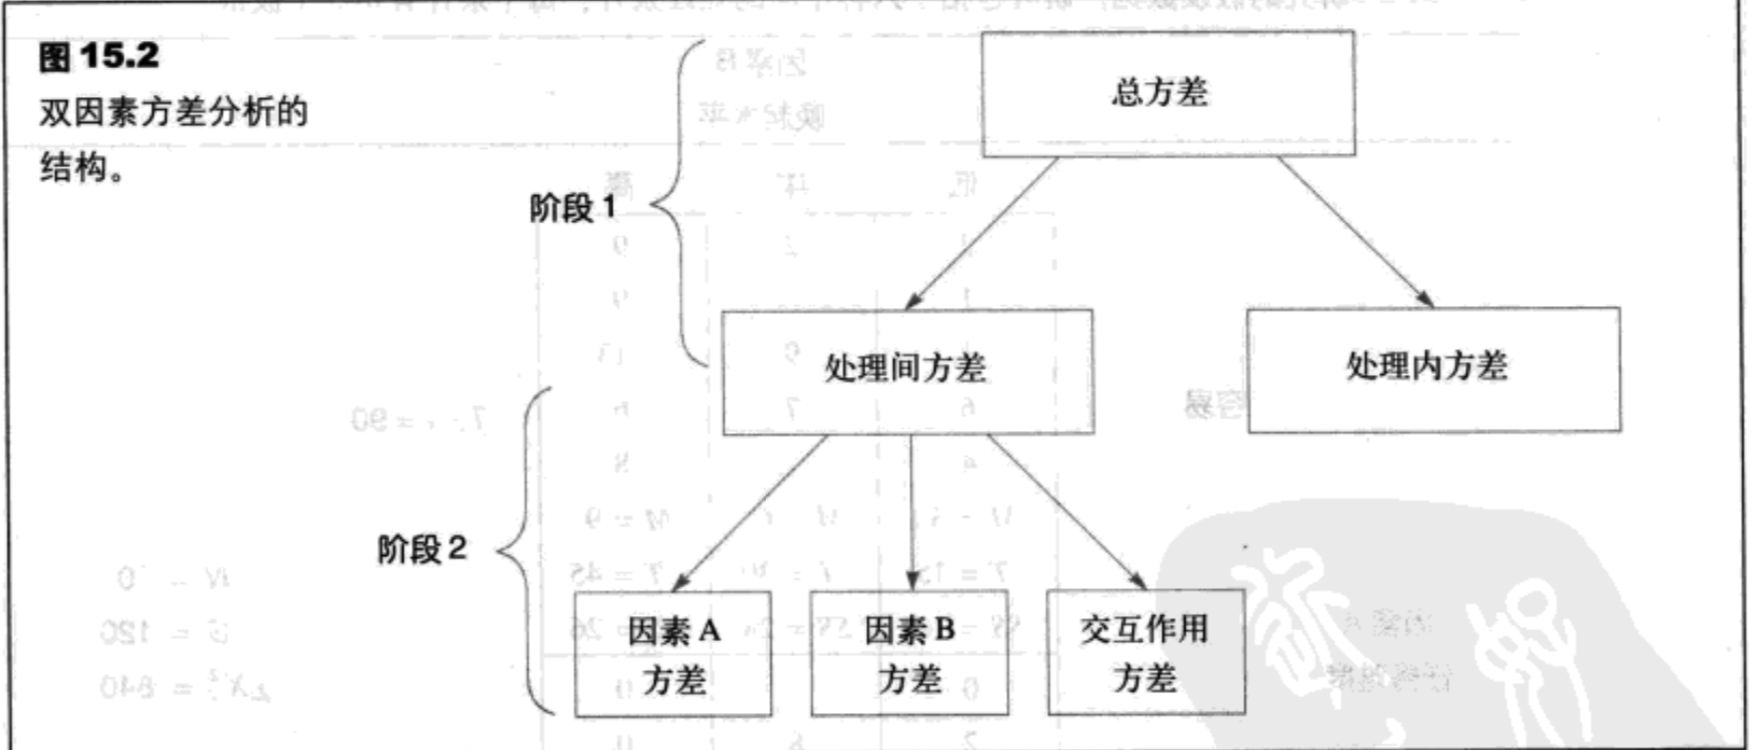 图 15.2
双因素方差分析的
结构。
总方差
阶段 1
处理间方差
处理内方差
阶段 2
因素 A
方差
因素 B
方差
交互作用
方差